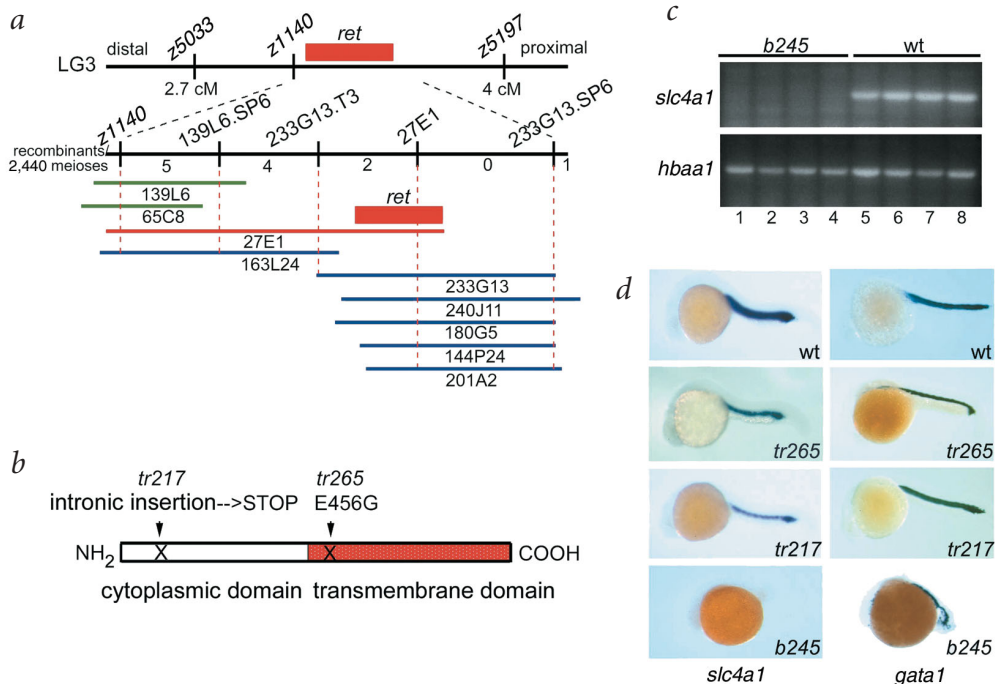 a
distal z5033 z1140 ret z5197 proximal
LG3
2.7 cM 4 cM
z1140 139L6.SP6 233G13.T3 27E1 233G13.SP6
recombinants/
2,440 meioses 5 4 2 0 1
139L6
65C8
ret
27E1
163L24
233G13
240J11
180G5
144P24
201A2
b
tr217 tr265
intronic insertion-->STOP E456G
X X
NH2 COOH
cytoplasmic domain transmembrane domain
c
b245 wt
slc4a1
hbaa1
1 2 3 4 5 6 7 8
d
wt wt
tr265 tr265
tr217 tr217
b245 b245
slc4a1 gata1